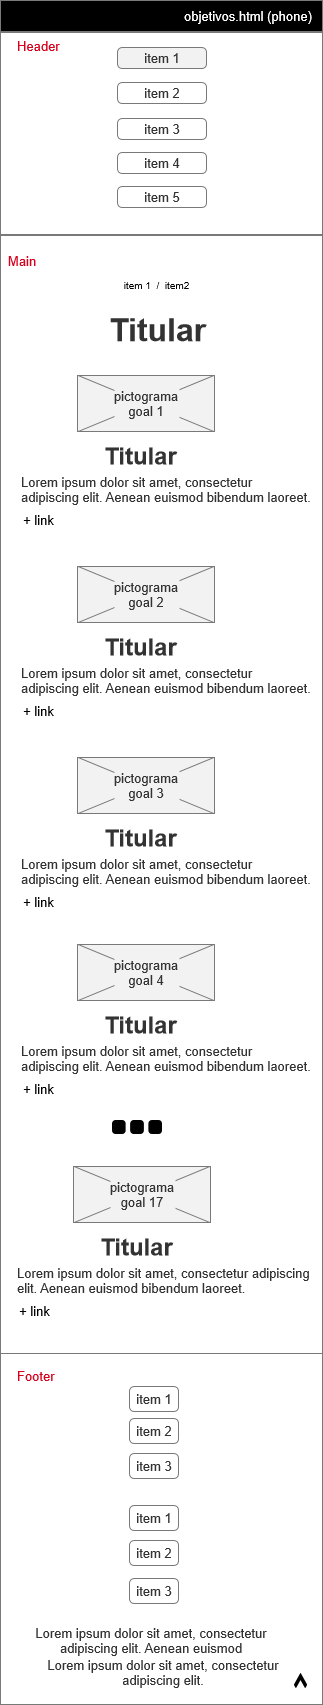 objetivos.html (phone)
Header
item 1
item 2
item 3
item 4
item 5
Main
item 1 / item2
Titular
pictograma
goal 1
Titular
Lorem ipsum dolor sit amet, consectetur
adipiscing elit. Aenean euismod bibendum laoreet.
+ link
pictograma
goal 2
Titular
Lorem ipsum dolor sit amet, consectetur
adipiscing elit. Aenean euismod bibendum laoreet.
+ link
pictograma
goal 3
Titular
Lorem ipsum dolor sit amet, consectetur
adipiscing elit. Aenean euismod bibendum laoreet.
+ link
pictograma
goal 4
Titular
Lorem ipsum dolor sit amet, consectetur
adipiscing elit. Aenean euismod bibendum laoreet.
+ link
pictograma
goal 17
Titular
Lorem ipsum dolor sit amet, consectetur adipiscing
elit. Aenean euismod bibendum laoreet.
+ link
Footer
item 1
item 2
item 3
item 1
item 2
item 3
Lorem ipsum dolor sit amet, consectetur
adipiscing elit. Aenean euismod
Lorem ipsum dolor sit amet, consectetur
adipiscing elit.